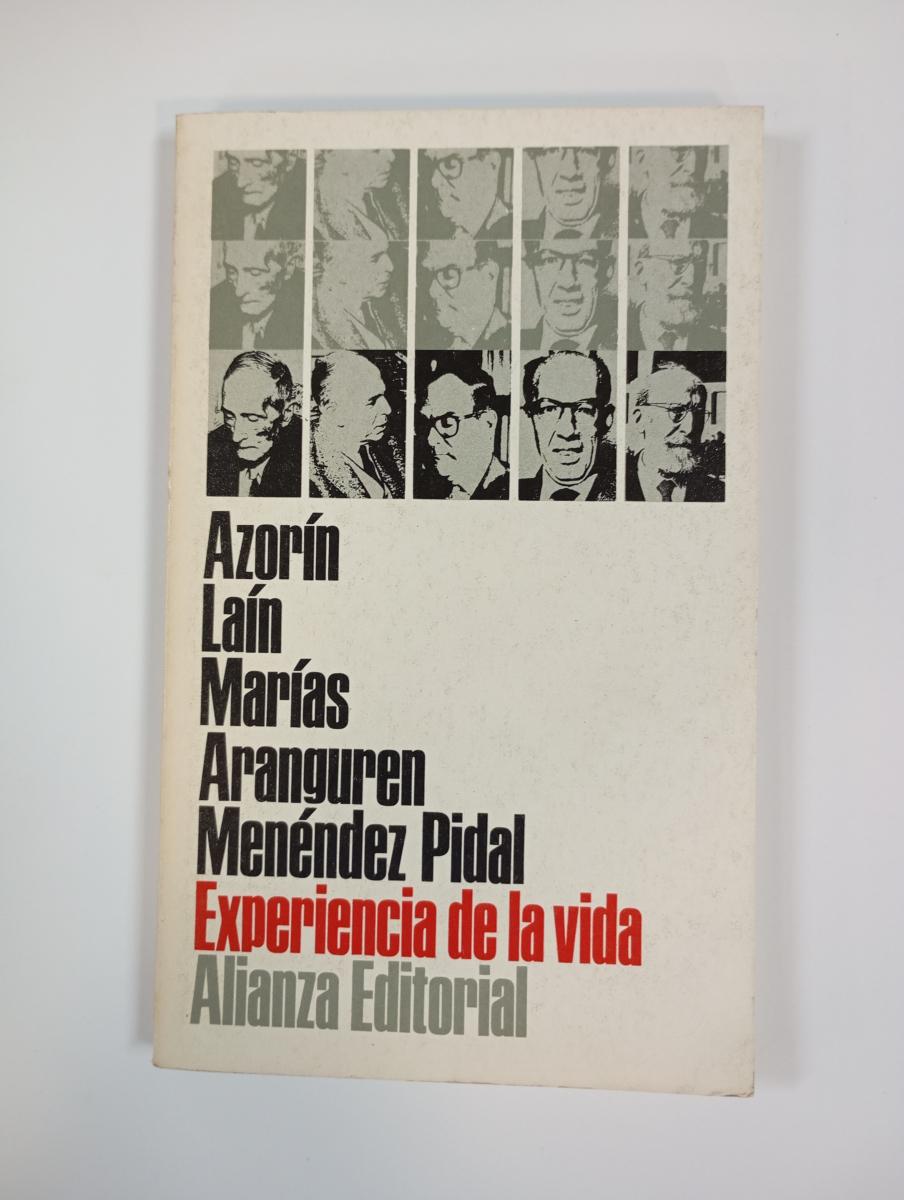 Azorín
Laín
Marías
Aranguren
Menéndez Pidal
Experiencia de la vida
Alianza Editorial